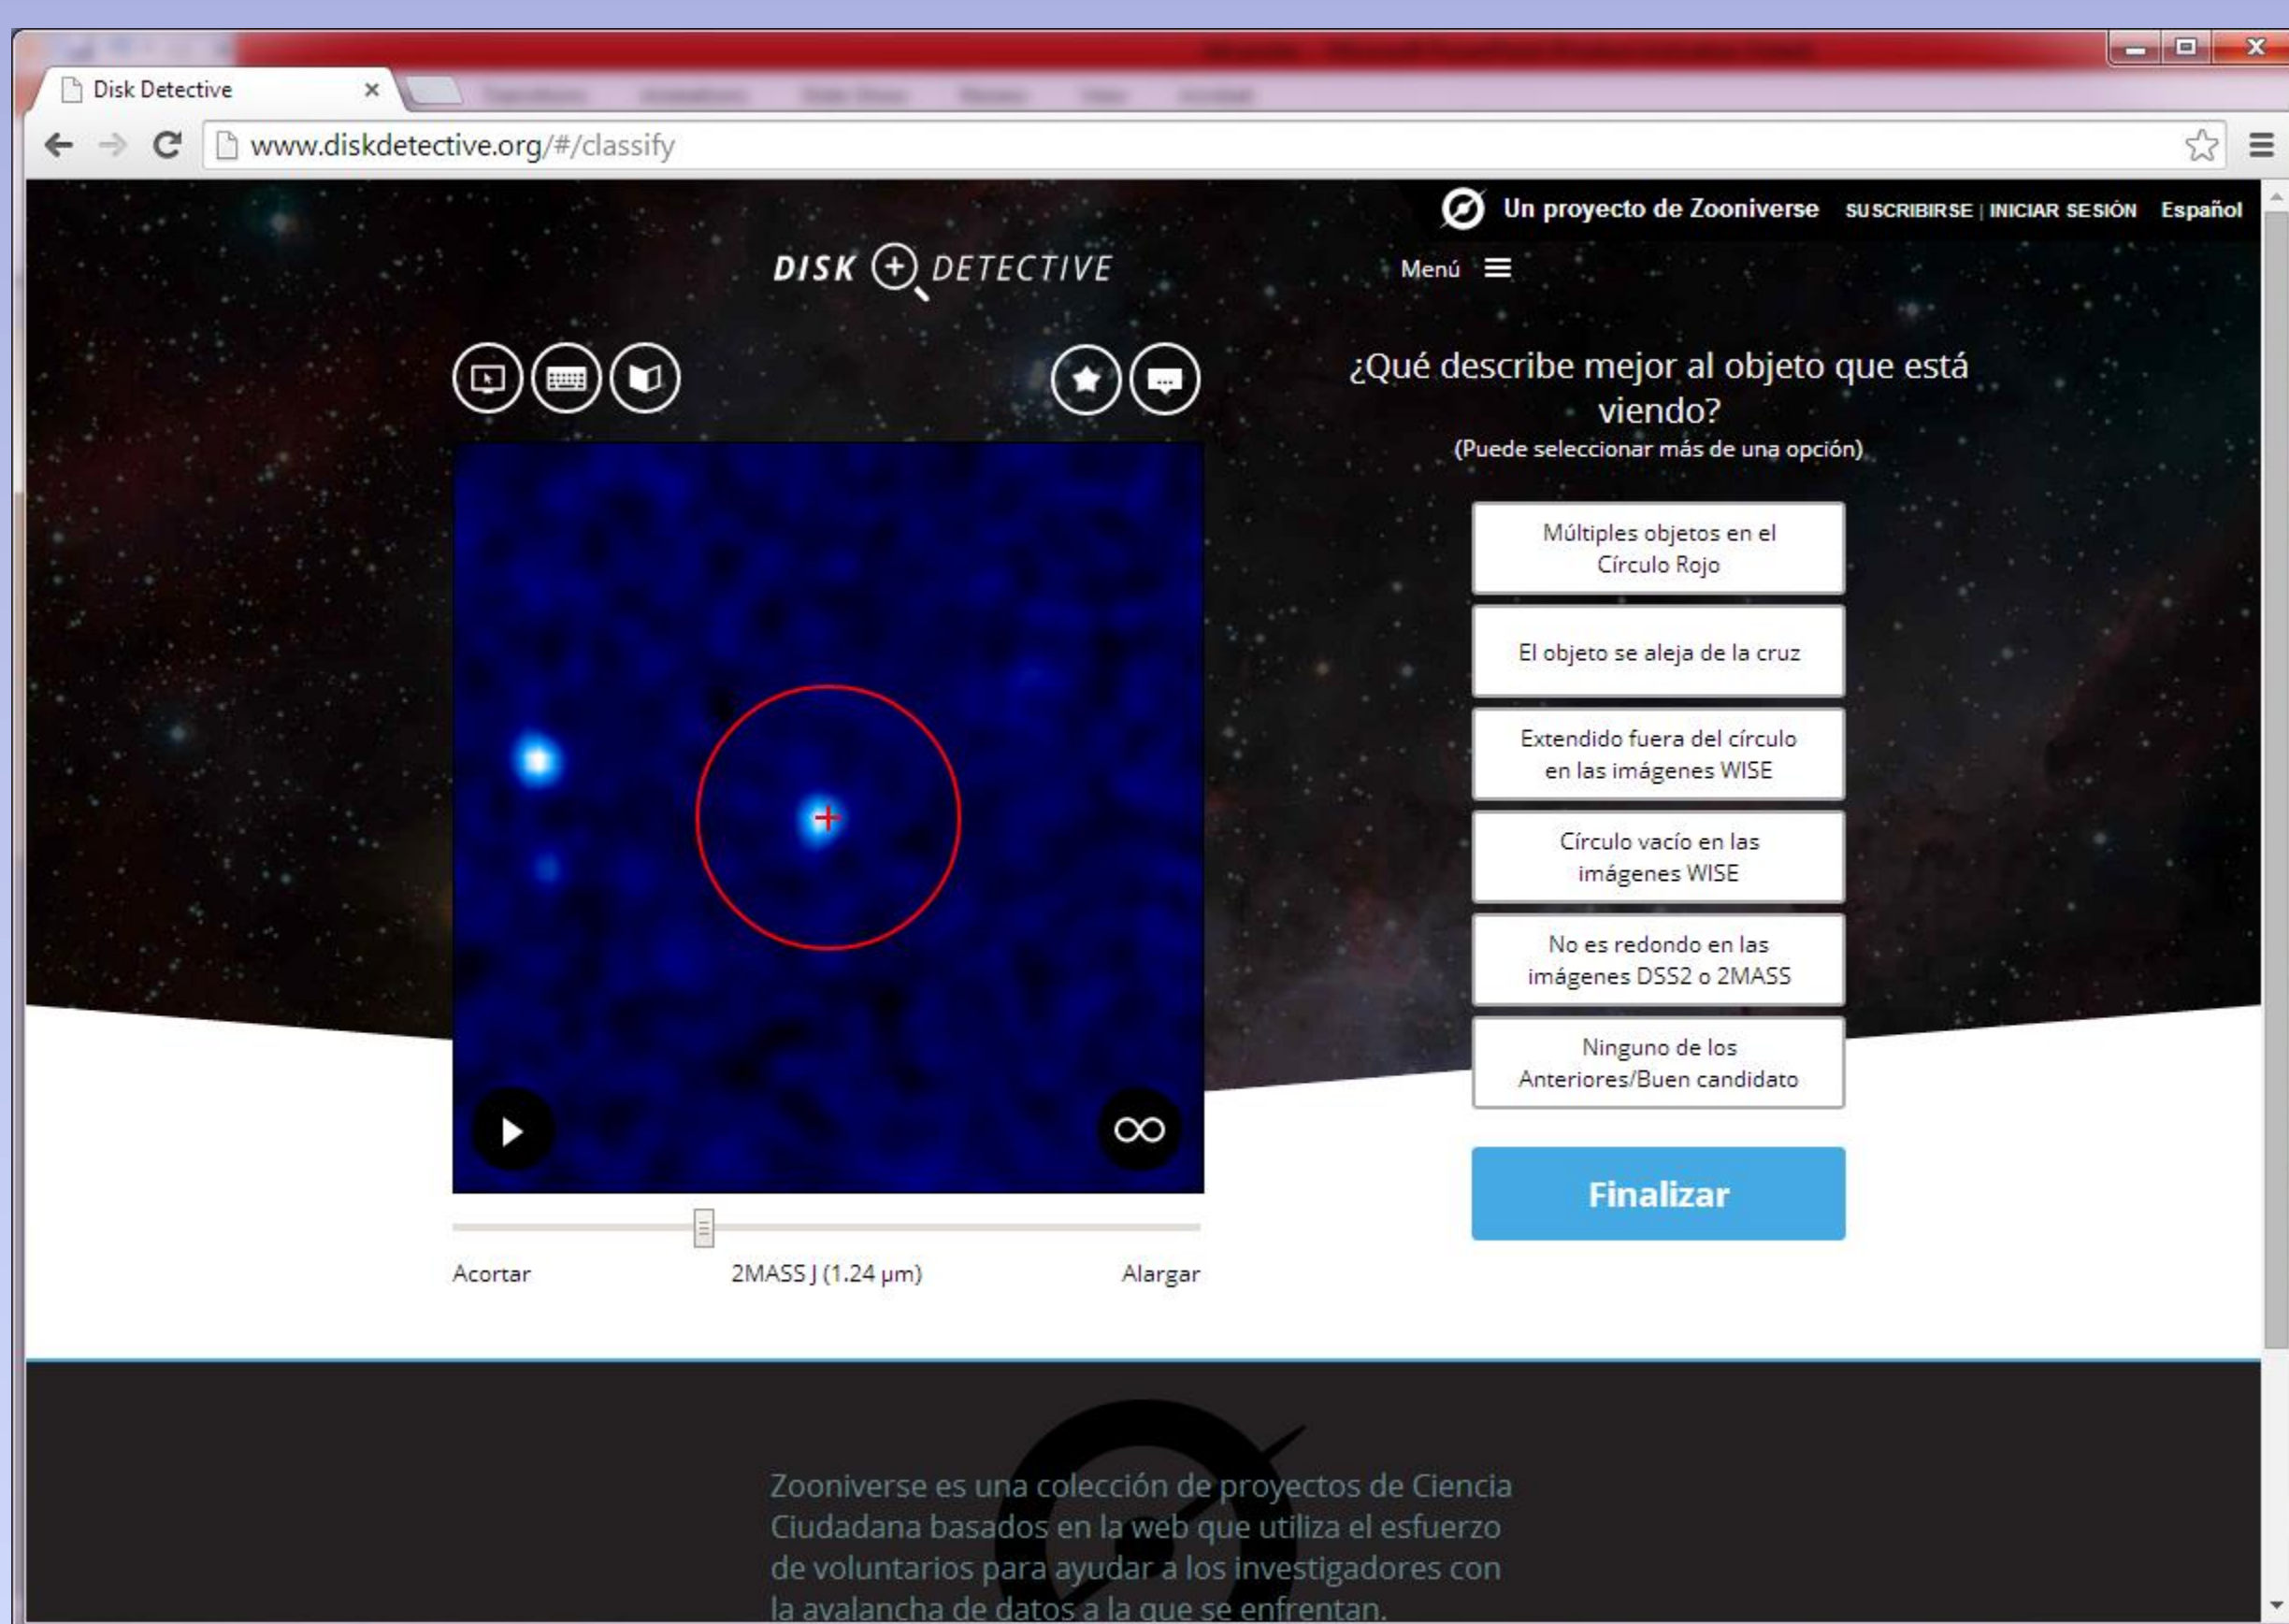 Disk Detective
www.diskdetective.org/#/classify
Un proyecto de Zooniverse SUSCRIBIRSE | INICIAR SESIÓN Español
DISK DETECTIVE
Menú
¿Qué describe mejor al objeto que está
viendo?
(Puede seleccionar más de una opción)
Múltiples objetos en el
Círculo Rojo
El objeto se aleja de la cruz
Extendido fuera del círculo
en las imágenes WISE
Círculo vacío en las
imágenes WISE
No es redondo en las
imágenes DSS2 o 2MASS
Ninguno de los
Anteriores/Buen candidato
Finalizar
Acortar 2MASS J (1.24 µm) Alargar
Zooniverse es una colección de proyectos de Ciencia
Ciudadana basados en la web que utiliza el esfuerzo
de voluntarios para ayudar a los investigadores con
la avalancha de datos a la que se enfrentan.